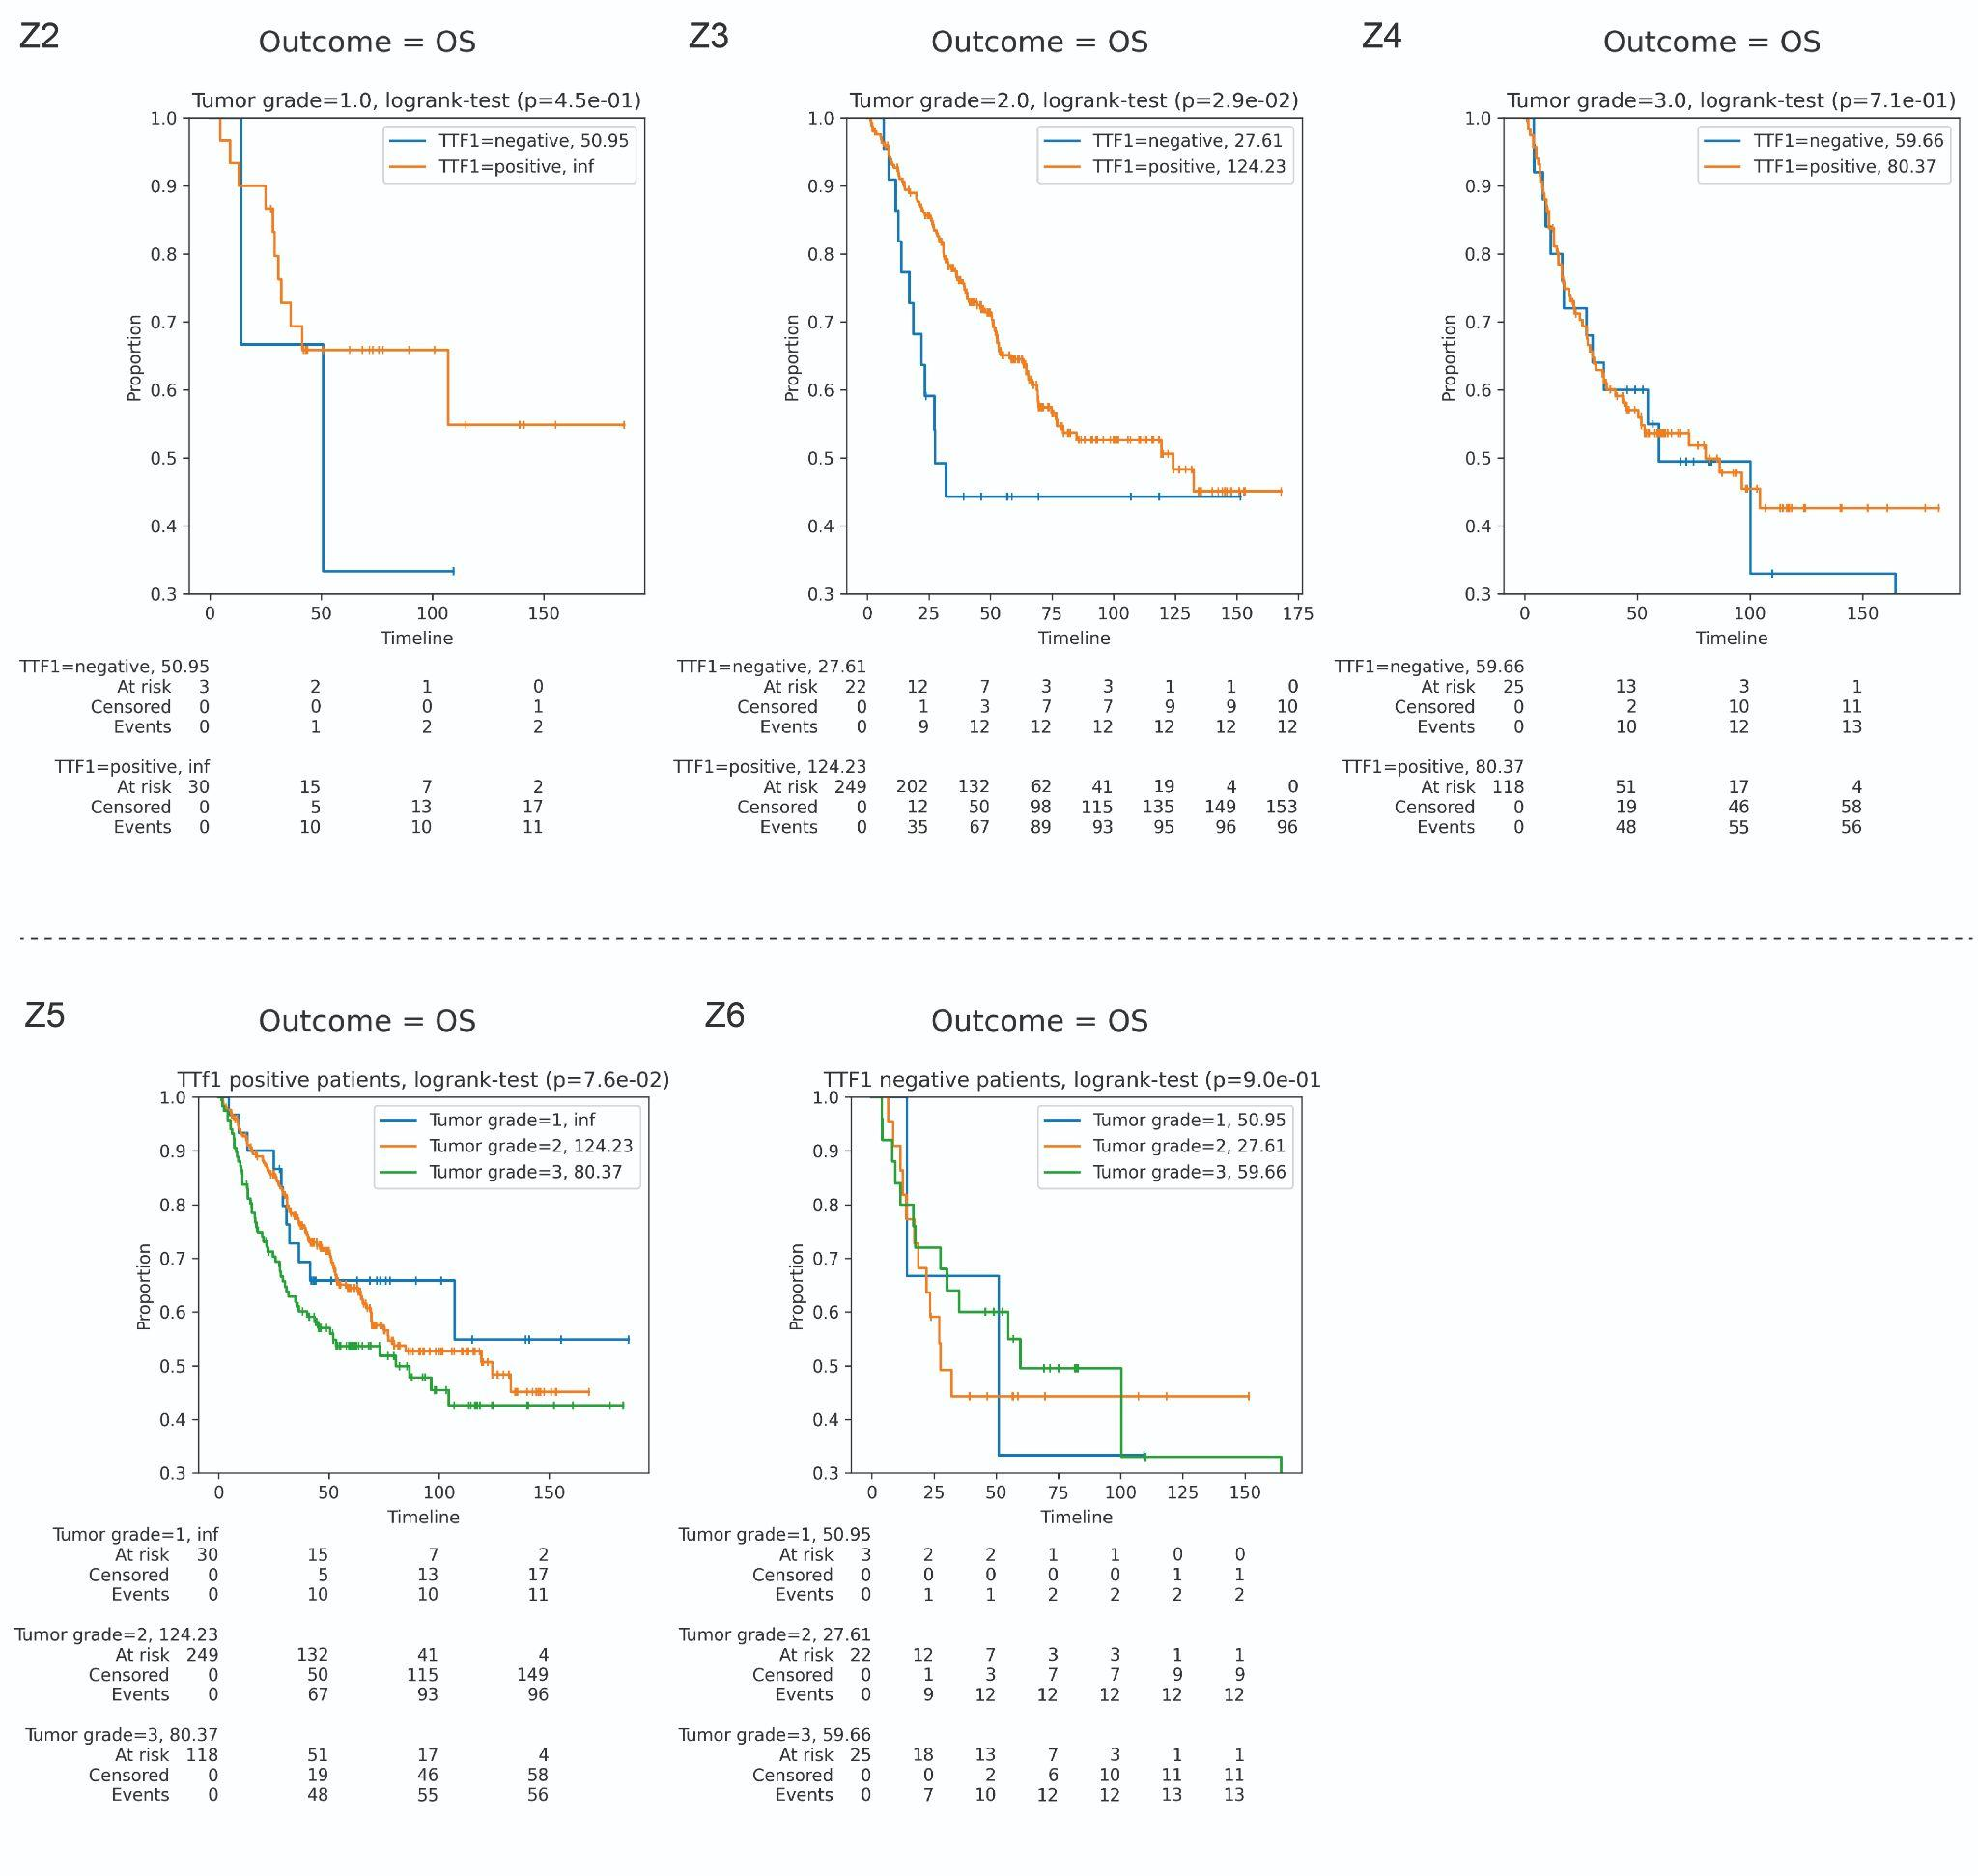 Z2
Outcome = OS
Tumor grade=1.0, logrank-test (p=4.5e-01)
TTF1=negative, 50.95
TTF1=positive, inf
1.0
0.9
0.8
0.7
0.6
0.5
0.4
0.3
Proportion
0 50 100 150
Timeline
TTF1=negative, 50.95
At risk 3 2 1 0
Censored 0 0 0 1
Events 0 1 2 2
TTF1=positive, inf
At risk 30 15 7 2
Censored 0 5 13 17
Events 0 10 10 11
Z3
Outcome = OS
Tumor grade=2.0, logrank-test (p=2.9e-02)
TTF1=negative, 27.61
TTF1=positive, 124.23
1.0
0.9
0.8
0.7
0.6
0.5
0.4
0.3
Proportion
0 25 50 75 100 125 150 175
Timeline
TTF1=negative, 27.61
At risk 22 12 7 3 3 1 1 0
Censored 0 1 3 7 7 9 9 10
Events 0 9 12 12 12 12 12 12
TTF1=positive, 124.23
At risk 249 202 132 62 41 19 4 0
Censored 0 12 50 98 115 135 149 153
Events 0 35 67 89 93 95 96 96
Z4
Outcome = OS
Tumor grade=3.0, logrank-test (p=7.1e-01)
TTF1=negative, 59.66
TTF1=positive, 80.37
1.0
0.9
0.8
0.7
0.6
0.5
0.4
0.3
Proportion
0 50 100 150
Timeline
TTF1=negative, 59.66
At risk 25 13 3 1
Censored 0 2 10 11
Events 0 10 12 13
TTF1=positive, 80.37
At risk 118 51 17 4
Censored 0 19 46 58
Events 0 48 55 56
Z5
Outcome = OS
TTf1 positive patients, logrank-test (p=7.6e-02)
Tumor grade=1, inf
Tumor grade=2, 124.23
Tumor grade=3, 80.37
1.0
0.9
0.8
0.7
0.6
0.5
0.4
0.3
Proportion
0 50 100 150
Timeline
Tumor grade=1, inf
At risk 30 15 7 2
Censored 0 5 13 17
Events 0 10 10 11
Tumor grade=2, 124.23
At risk 249 132 41 4
Censored 0 50 115 149
Events 0 67 93 96
Tumor grade=3, 80.37
At risk 118 51 17 4
Censored 0 19 46 58
Events 0 48 55 56
Z6
Outcome = OS
TTF1 negative patients, logrank-test (p=9.0e-01
Tumor grade=1, 50.95
Tumor grade=2, 27.61
Tumor grade=3, 59.66
1.0
0.9
0.8
0.7
0.6
0.5
0.4
0.3
Proportion
0 25 50 75 100 125 150
Timeline
Tumor grade=1, 50.95
At risk 3 2 2 1 1 0 0
Censored 0 0 0 0 0 1 1
Events 0 1 1 2 2 2 2
Tumor grade=2, 27.61
At risk 22 12 7 3 3 1 1
Censored 0 1 3 7 7 9 9
Events 0 9 12 12 12 12 12
Tumor grade=3, 59.66
At risk 25 18 13 7 3 1 1
Censored 0 0 2 6 10 11 11
Events 0 7 10 12 12 13 13